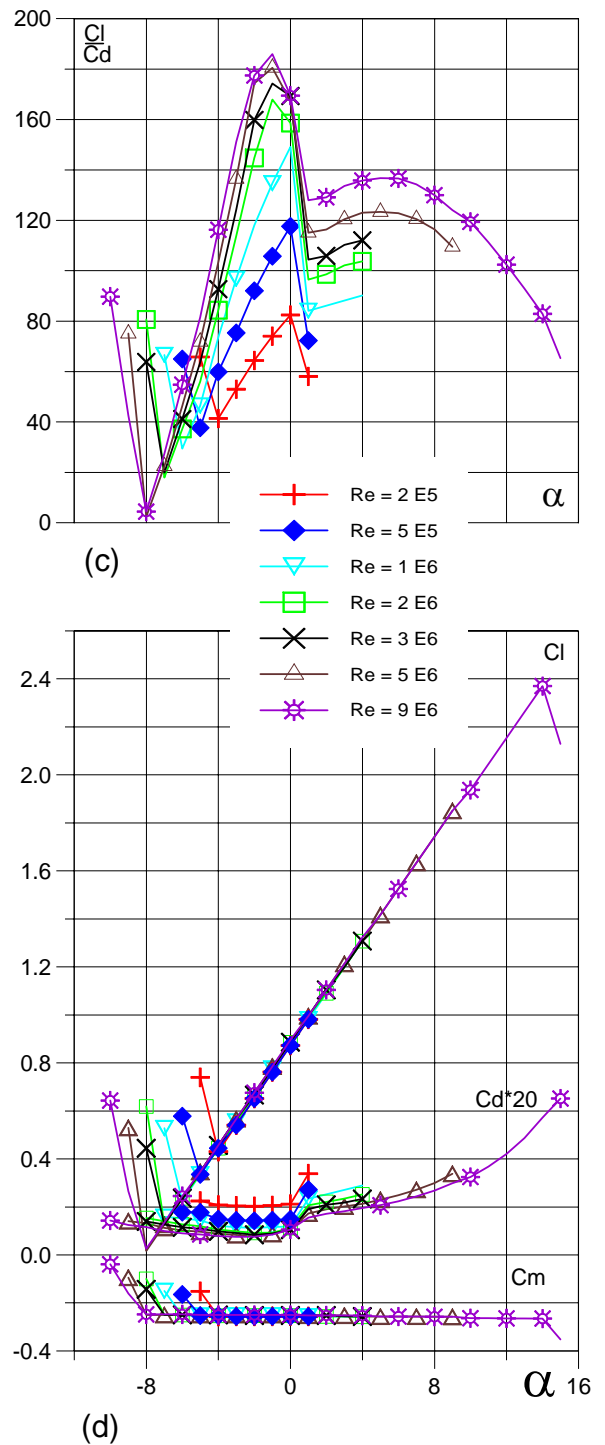 200
Cl
Cd
160
120
80
40
0
α
(c)
Re = 2 E5
Re = 5 E5
Re = 1 E6
Re = 2 E6
Re = 3 E6
Re = 5 E6
Re = 9 E6
Cl
2.4
2.0
1.6
1.2
0.8
Cd*20
0.4
0.0
Cm
-0.4
-8 0 8 α 16
(d)